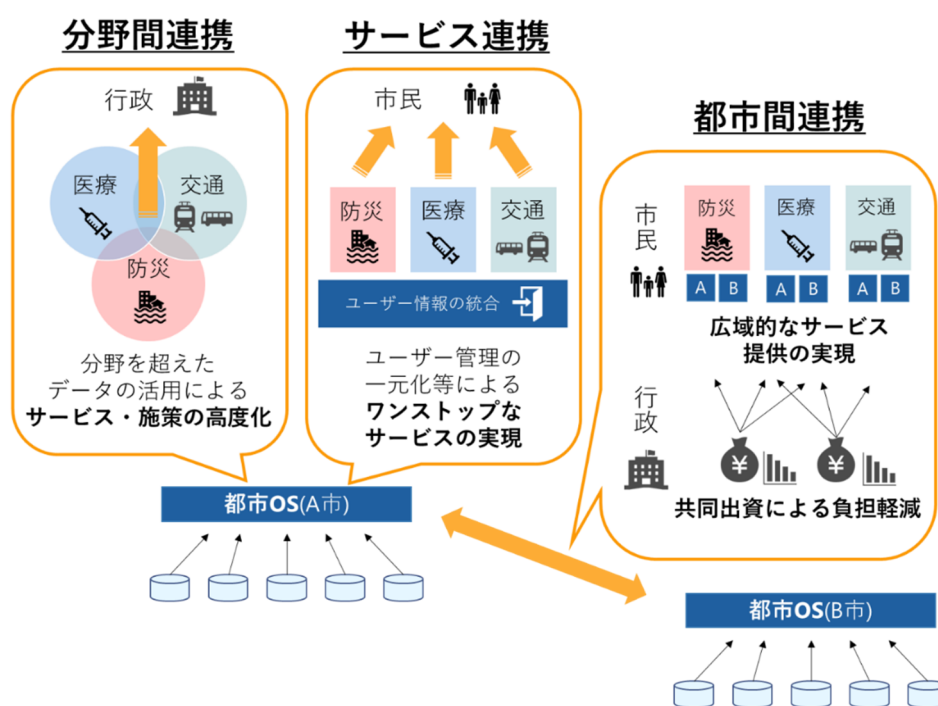 分野間連携
行政
医療
交通
防災
分野を超えた
データの活用による
サービス・施策の高度化
サービス連携
市民
防災
医療
交通
ユーザー情報の統合
ユーザー管理の
一元化等による
ワンストップな
サービスの実現
都市間連携
市民
防災
医療
交通
A B
A B
A B
広域的なサービス
提供の実現
行政
¥
¥
共同出資による負担軽減
都市OS(A市)
都市OS(B市)